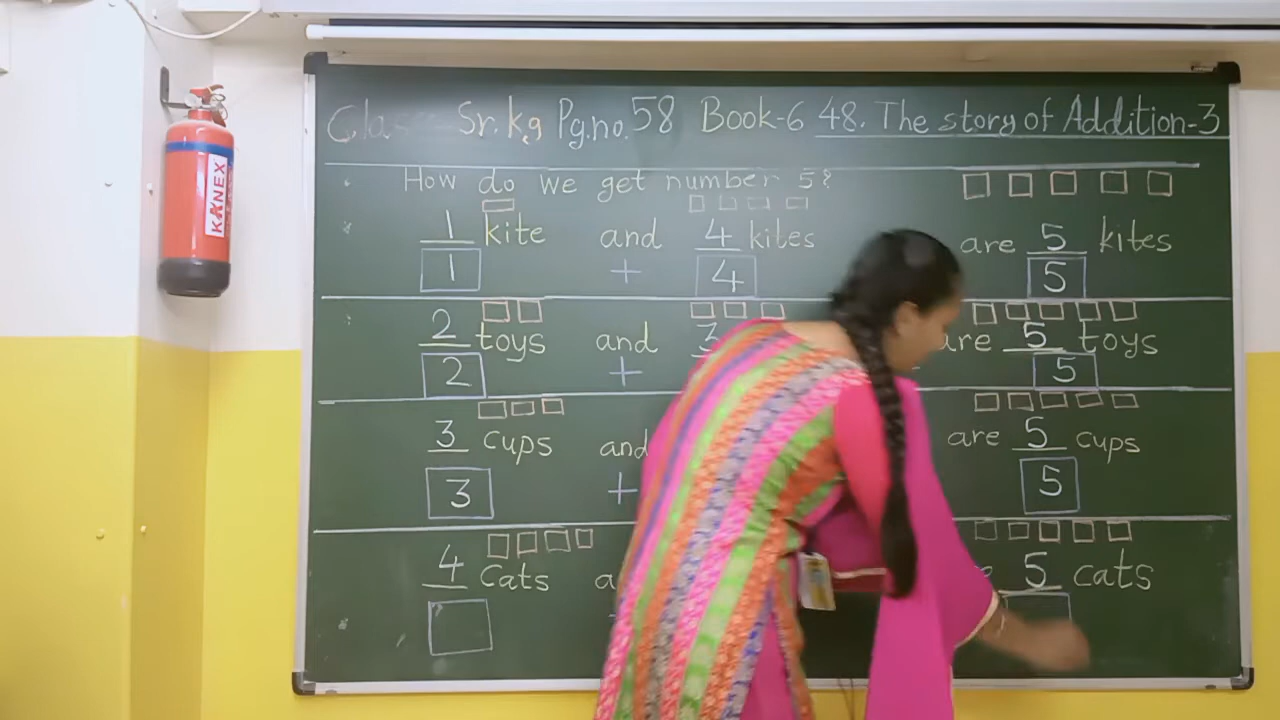 Class Sr.kg Pg.no.58 Book-6 48. The story of Addition-3
How do we get number 5?
1 kite and 4 kites are 5 kites
1 + 4 5
2 toys and 3 are 5 toys
2 + 5
3 cups and are 5 cups
3 + 5
4 cats 5 cats
KANEX